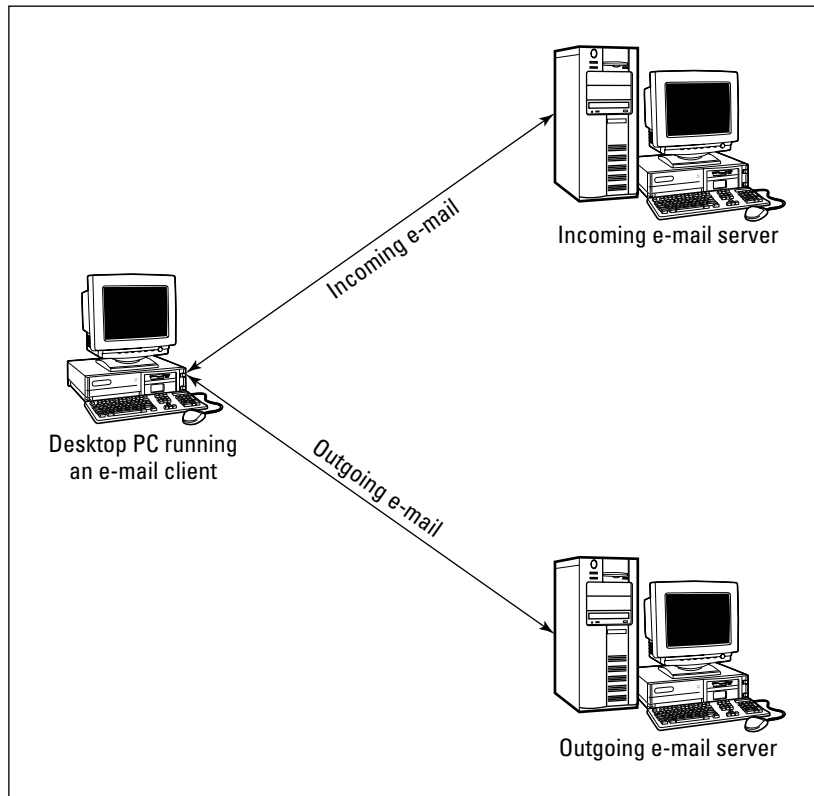 Incoming e-mail server
Incoming e-mail
Desktop PC running
an e-mail client
Outgoing e-mail
Outgoing e-mail server